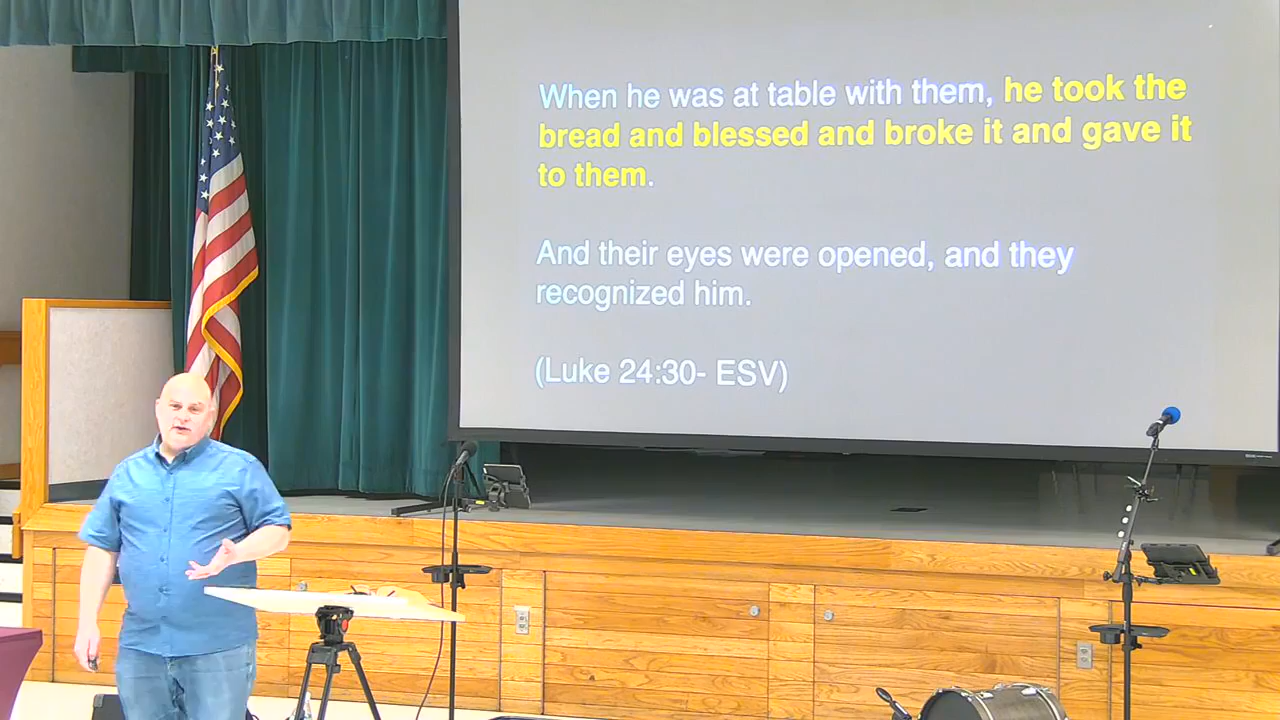 When he was at table with them, he took the
bread and blessed and broke it and gave it
to them.
And their eyes were opened, and they
recognized him.
(Luke 24:30- ESV)